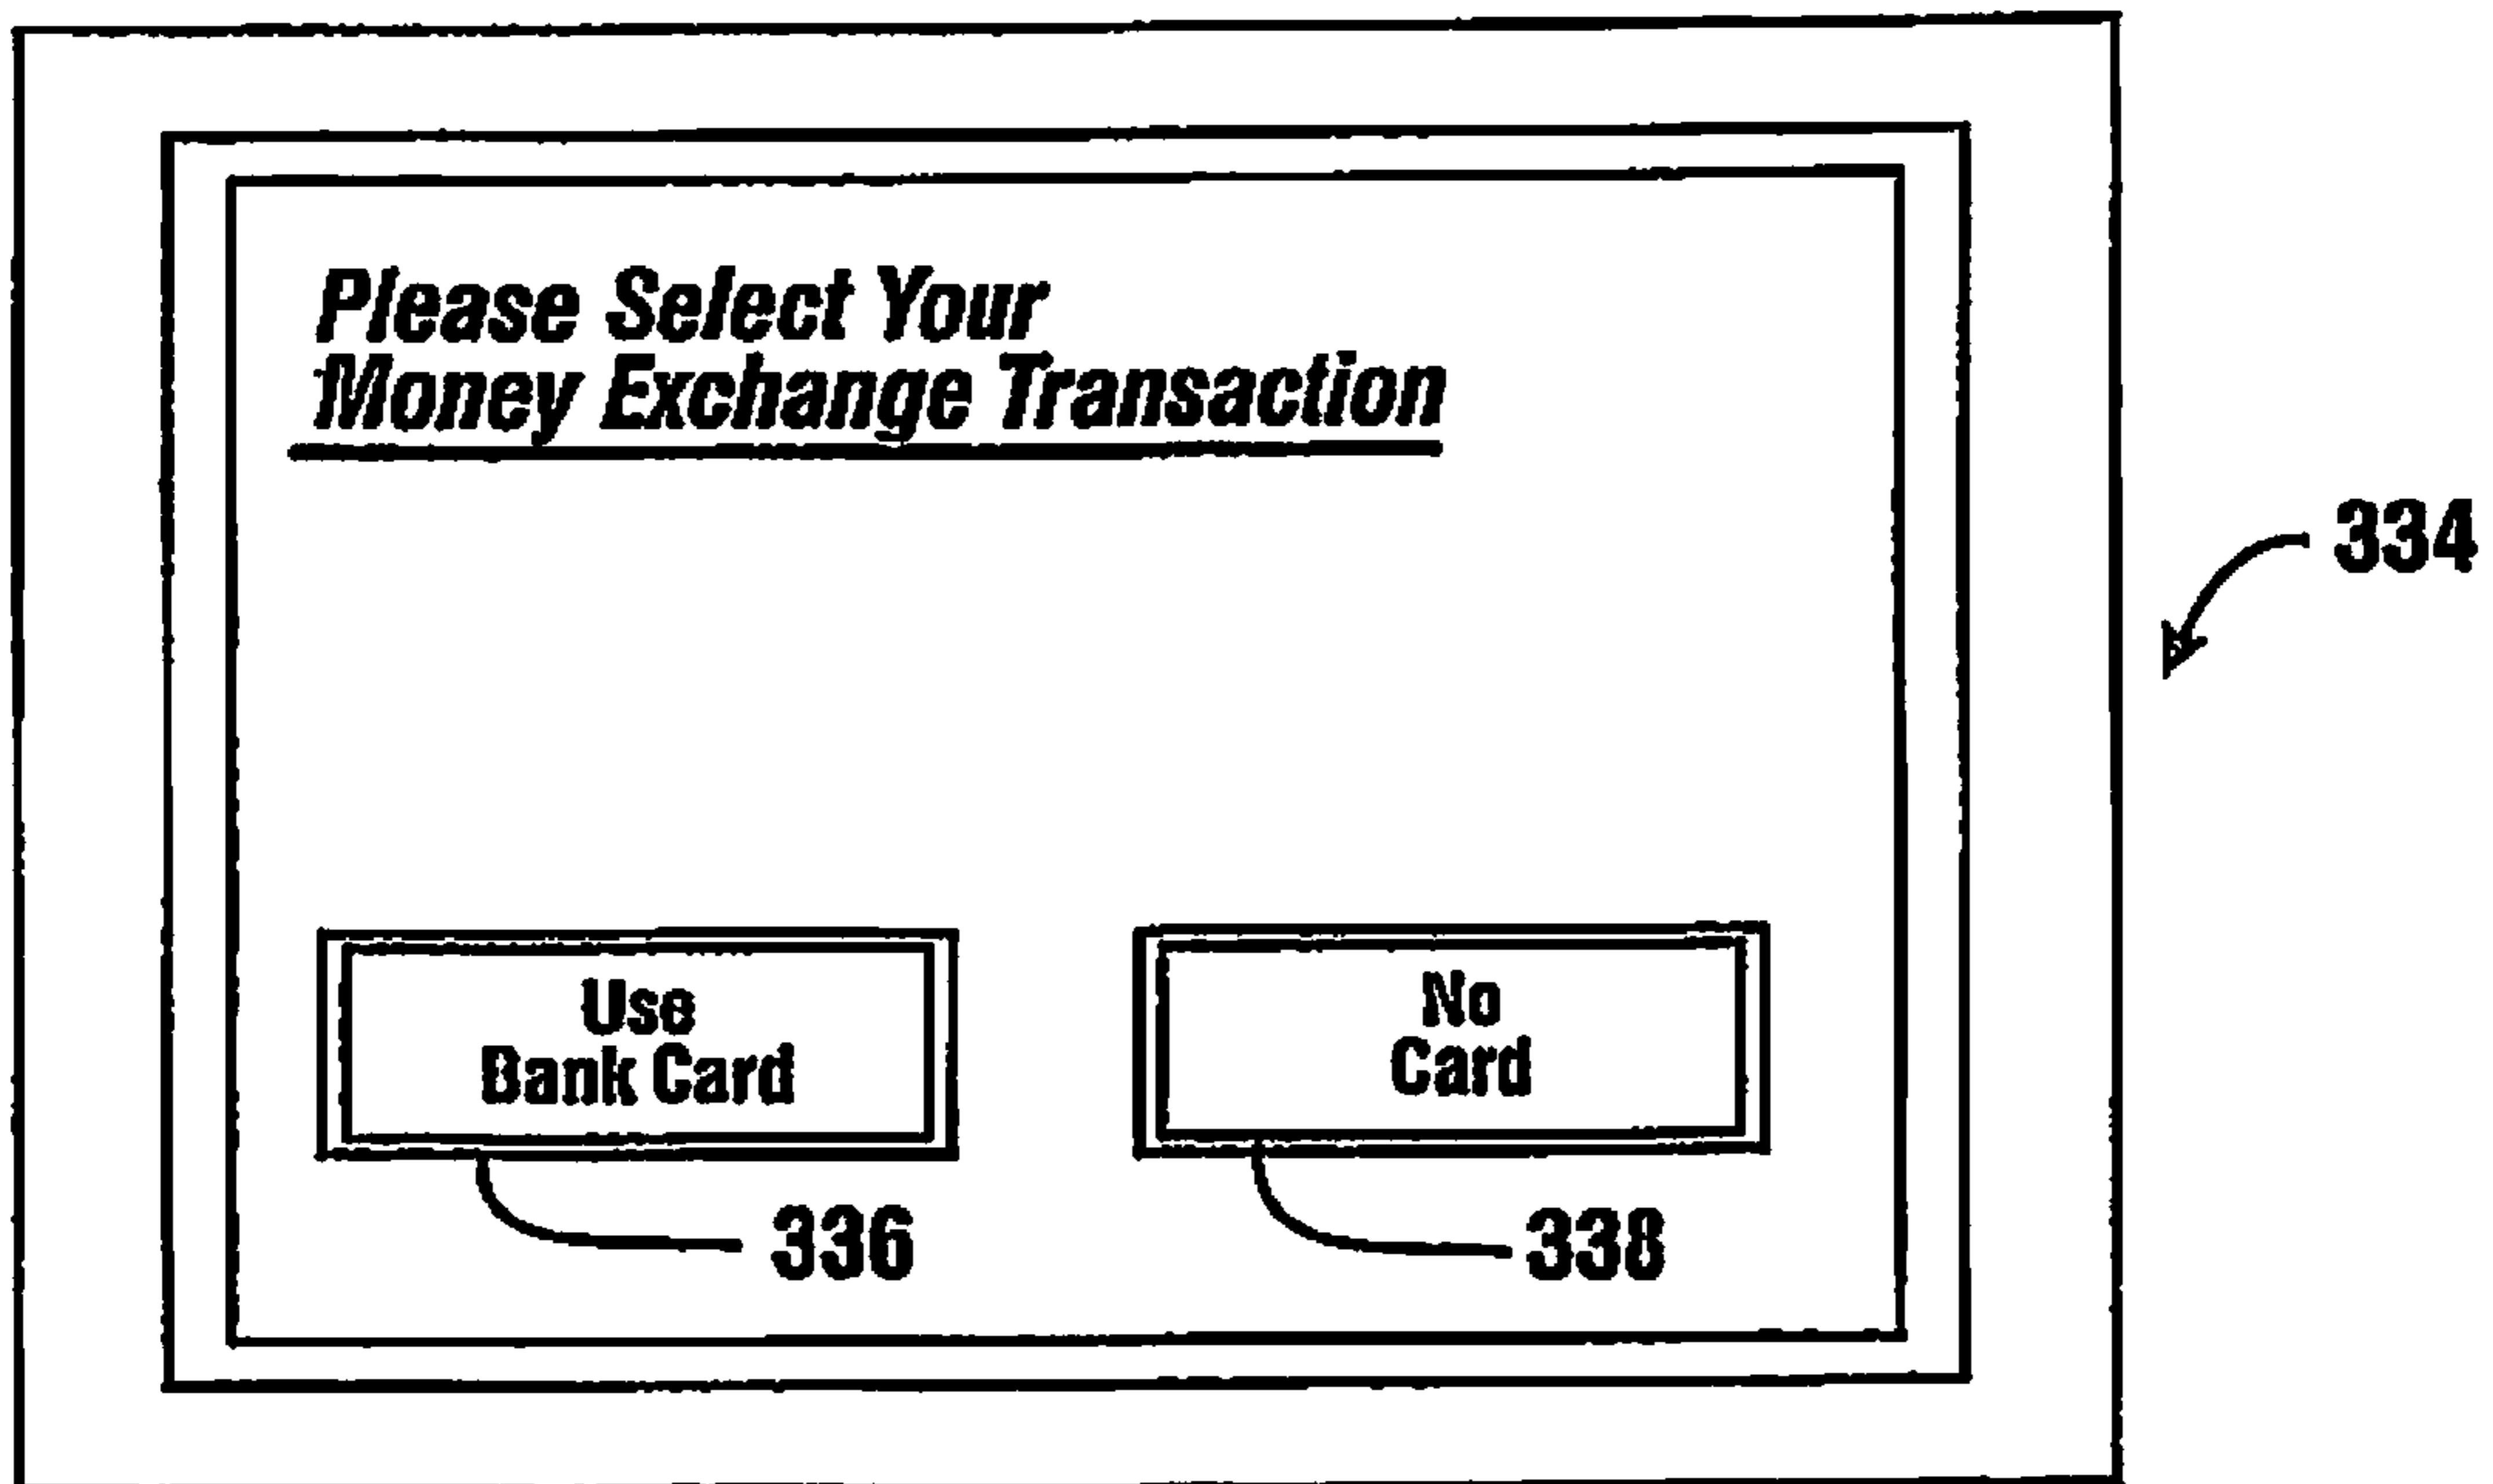 Please Select Your
Money Exchange Transaction
334
Use
Bank Card
No
Card
336
338